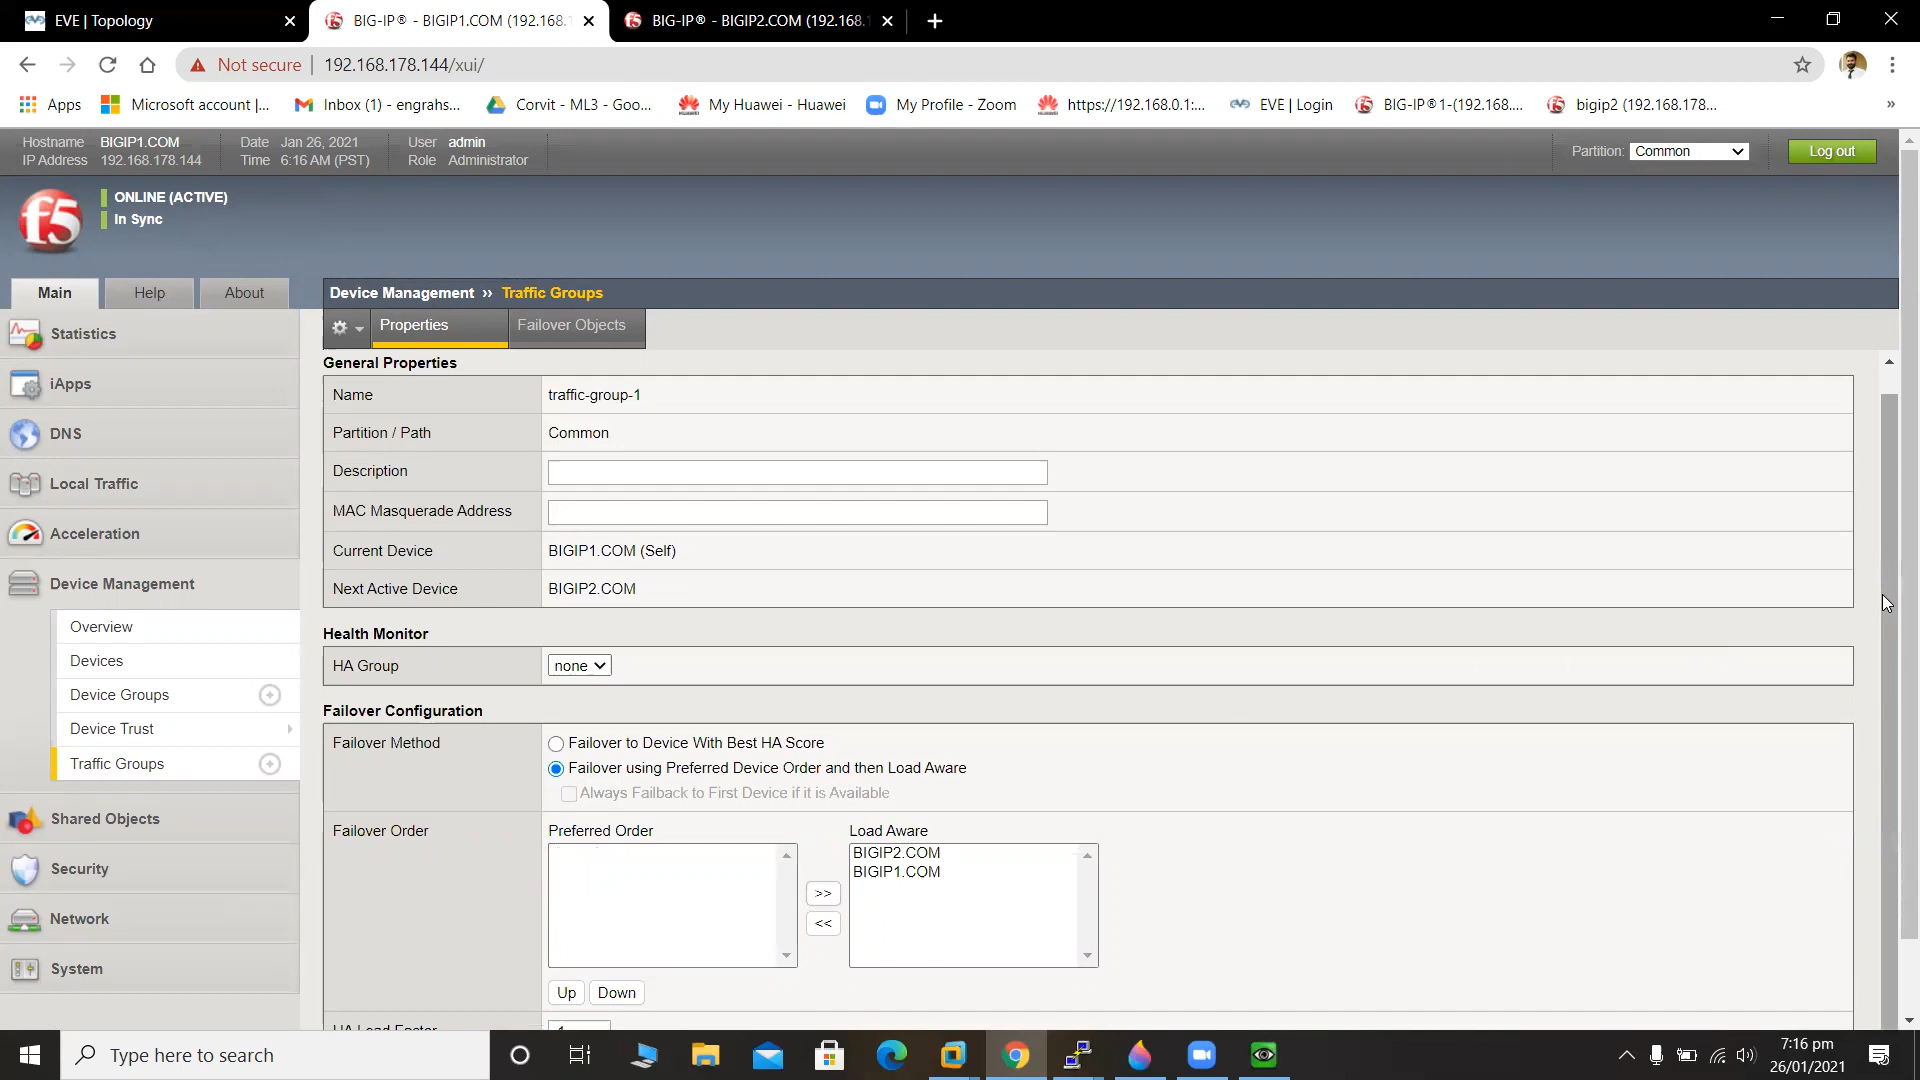 EVE | Topology
BIG-IP® - BIGIP1.COM (192.168.
BIG-IP® - BIGIP2.COM (192.168.1
Not secure | 192.168.178.144/xui/
Apps
Microsoft account |...
Inbox (1) - engrahs...
Corvit - ML3 - Goo...
My Huawei - Huawei
My Profile - Zoom
https://192.168.0.1:...
EVE | Login
BIG-IP®1-(192.168....
bigip2 (192.168.178...
»
Hostname BIGIP1.COM
IP Address 192.168.178.144
Date Jan 26, 2021
Time 6:16 AM (PST)
User admin
Role Administrator
Partition: Common
Log out
f5
ONLINE (ACTIVE)
In Sync
Main
Help
About
Device Management ›› Traffic Groups
Properties
Failover Objects
Statistics
iApps
DNS
Local Traffic
Acceleration
Device Management
Overview
Devices
Device Groups
Device Trust
Traffic Groups
Shared Objects
Security
Network
System
General Properties
Name traffic-group-1
Partition / Path Common
Description
MAC Masquerade Address
Current Device BIGIP1.COM (Self)
Next Active Device BIGIP2.COM
Health Monitor
HA Group none
Failover Configuration
Failover Method Failover to Device With Best HA Score
Failover using Preferred Device Order and then Load Aware
Always Failback to First Device if it is Available
Failover Order Preferred Order Load Aware
BIGIP2.COM
BIGIP1.COM
>>
<<
Up Down
HA Load Factor 1
Type here to search
7:16 pm
26/01/2021